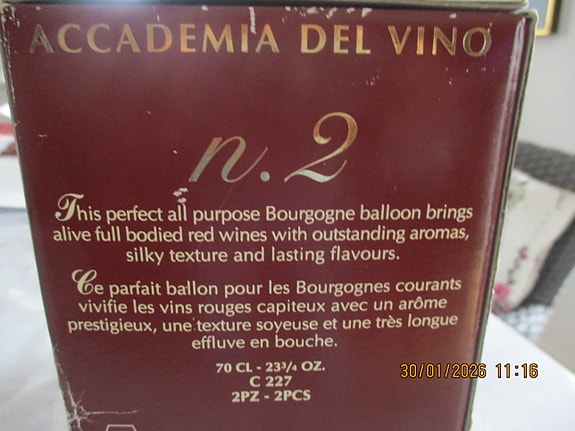 ACCADEMIA DEL VINO
n.2
This perfect all purpose Bourgogne balloon brings
alive full bodied red wines with outstanding aromas,
silky texture and lasting flavours.
Ce parfait ballon pour les Bourgognes courants
vivifie les vins rouges capiteux avec un arôme
prestigieux, une texture soyeuse et une très longue
effluve en bouche.
70 CL - 23¾ OZ.
C 227
2PZ - 2PCS
30/01/2026 11:16